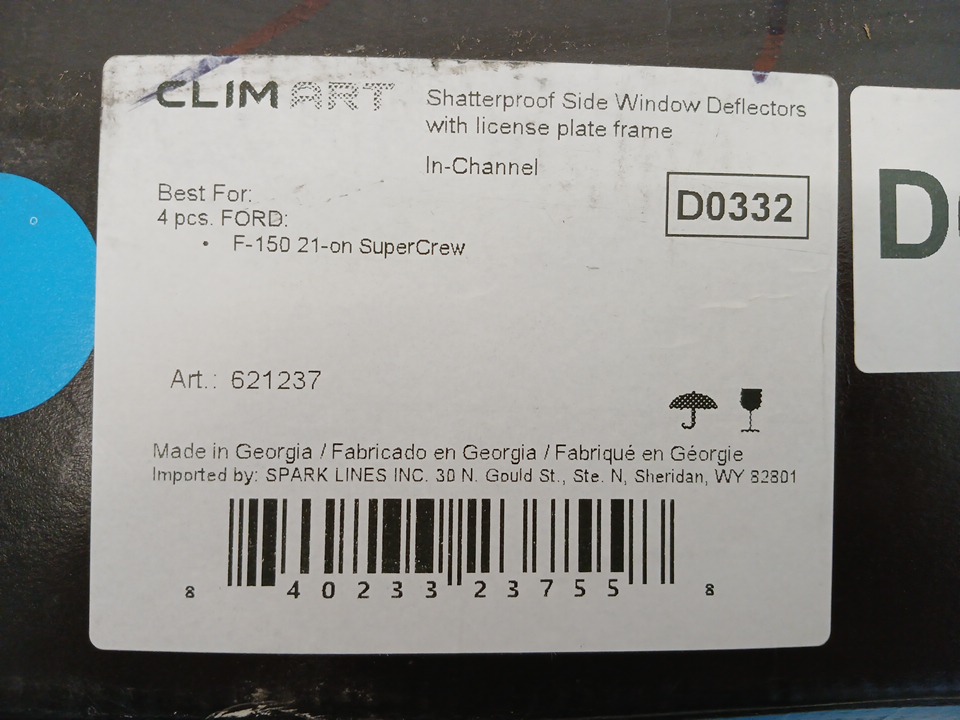 CLIM ART
Shatterproof Side Window Deflectors
with license plate frame
In-Channel
D0332
Best For:
4 pcs. FORD:
• F-150 21-on SuperCrew
Art.: 621237
Made in Georgia / Fabricado en Georgia / Fabriqué en Géorgie
Imported by: SPARK LINES INC. 30 N. Gould St., Ste. N, Sheridan, WY 82801
8 40233 23755 8